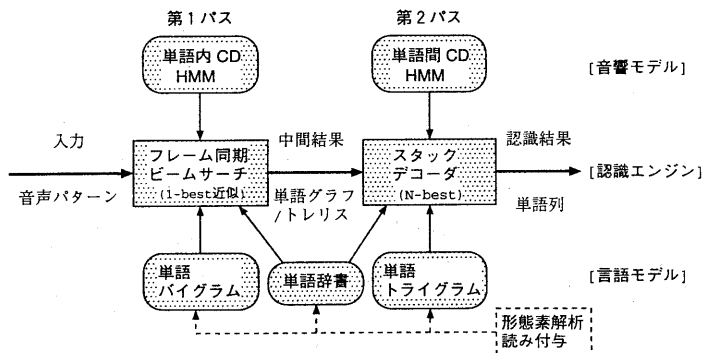 第1パス
第2パス
単語内 CD
HMM
単語間 CD
HMM
[音響モデル]
入力
音声パターン
フレーム同期
ビームサーチ
(1-best近似)
中間結果
単語グラフ
/トレリス
スタック
デコーダ
(N-best)
認識結果
単語列
[認識エンジン]
単語
バイグラム
単語辞書
単語
トライグラム
[言語モデル]
形態素解析
読み付与